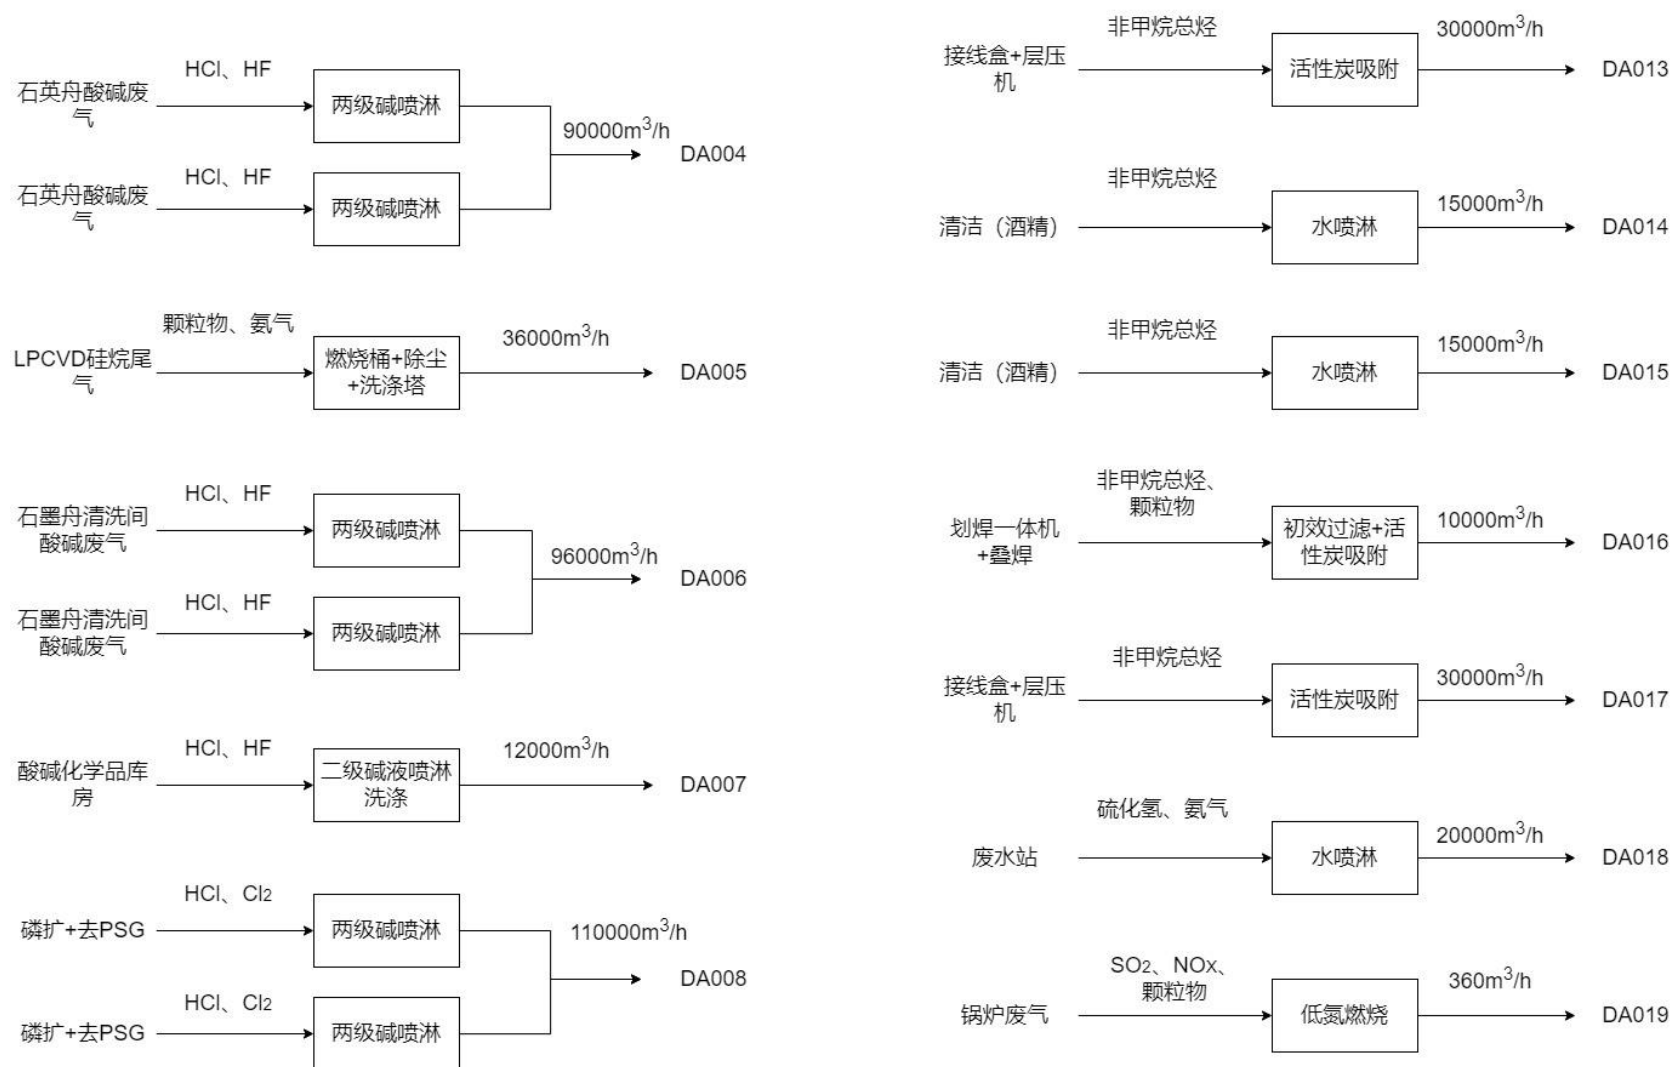 HCl、HF
石英舟酸碱废
气
两级碱喷淋
90000m³/h
DA004
HCl、HF
石英舟酸碱废
气
两级碱喷淋
颗粒物、氨气
LPCVD硅烷尾
气
燃烧桶+除尘
+洗涤塔
36000m³/h
DA005
HCl、HF
石墨舟清洗间
酸碱废气
两级碱喷淋
96000m³/h
DA006
HCl、HF
石墨舟清洗间
酸碱废气
两级碱喷淋
HCl、HF
酸碱化学品库
房
二级碱液喷淋
洗涤
12000m³/h
DA007
HCl、Cl2
磷扩+去PSG
两级碱喷淋
110000m³/h
DA008
HCl、Cl2
磷扩+去PSG
两级碱喷淋
非甲烷总烃
接线盒+层压
机
活性炭吸附
30000m³/h
DA013
非甲烷总烃
清洁（酒精）
水喷淋
15000m³/h
DA014
非甲烷总烃
清洁（酒精）
水喷淋
15000m³/h
DA015
非甲烷总烃、
颗粒物
划焊一体机
+叠焊
初效过滤+活
性炭吸附
10000m³/h
DA016
非甲烷总烃
接线盒+层压
机
活性炭吸附
30000m³/h
DA017
硫化氢、氨气
废水站
水喷淋
20000m³/h
DA018
SO2、NOX、
颗粒物
锅炉废气
低氮燃烧
360m³/h
DA019